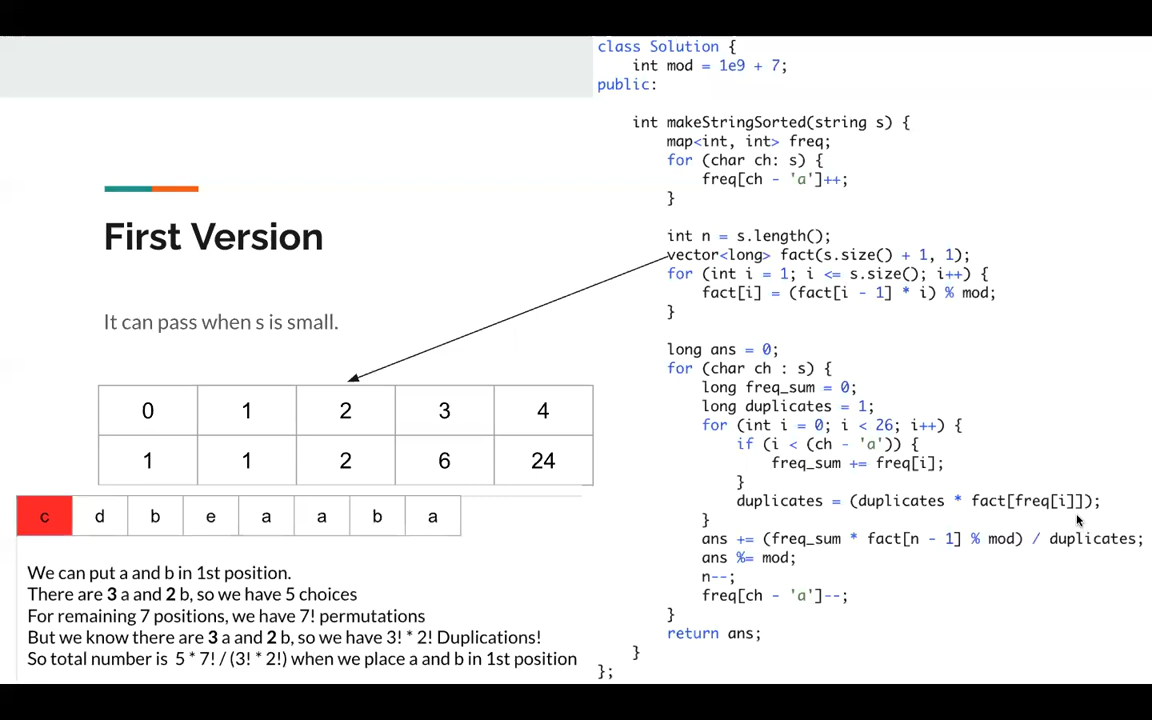 First Version
It can pass when s is small.
0 1 2 3 4
1 1 2 6 24
c d b e a a b a
We can put a and b in 1st position.
There are 3 a and 2 b, so we have 5 choices
For remaining 7 positions, we have 7! permutations
But we know there are 3 a and 2 b, so we have 3! * 2! Duplications!
So total number is 5 * 7! / (3! * 2!) when we place a and b in 1st position
class Solution {
    int mod = 1e9 + 7;
public:
    int makeStringSorted(string s) {
        map<int, int> freq;
        for (char ch: s) {
            freq[ch - 'a']++;
        }
        int n = s.length();
        vector<long> fact(s.size() + 1, 1);
        for (int i = 1; i <= s.size(); i++) {
            fact[i] = (fact[i - 1] * i) % mod;
        }
        long ans = 0;
        for (char ch : s) {
            long freq_sum = 0;
            long duplicates = 1;
            for (int i = 0; i < 26; i++) {
                if (i < (ch - 'a')) {
                    freq_sum += freq[i];
                }
                duplicates = (duplicates * fact[freq[i]]);
            }
            ans += (freq_sum * fact[n - 1] % mod) / duplicates;
            ans %= mod;
            n--;
            freq[ch - 'a']--;
        }
        return ans;
    }
};